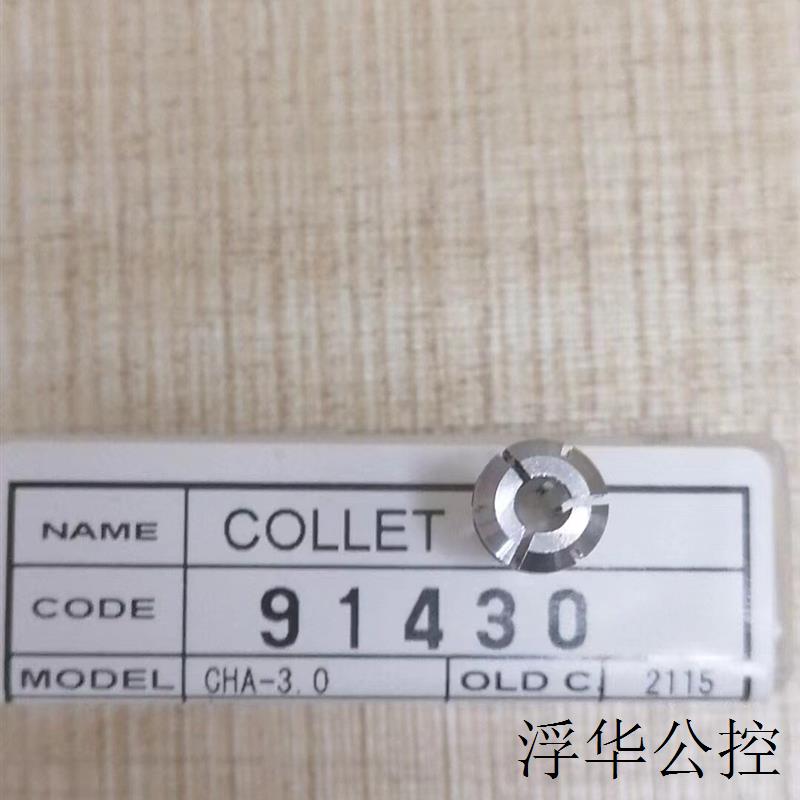 NAME COLLET
CODE 91430
MODEL CHA-3.0 OLD C. 2115
浮华公控